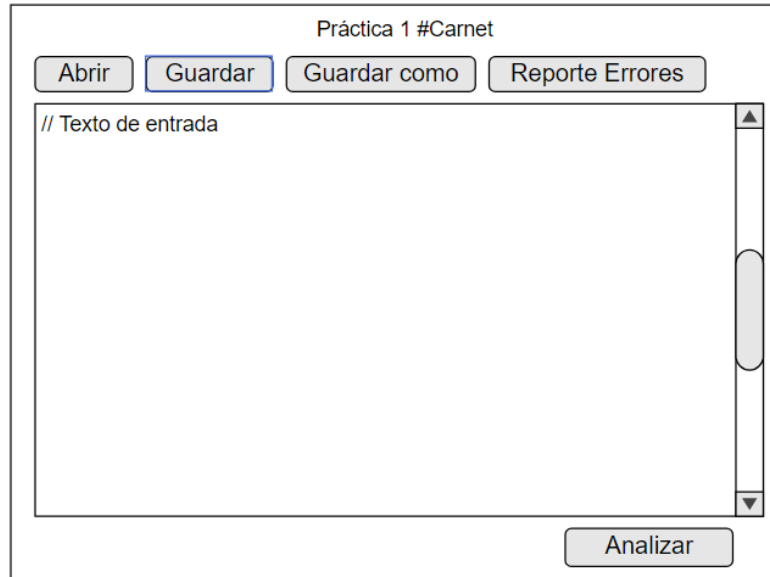 Práctica 1 #Carnet
Abrir Guardar Guardar como Reporte Errores
// Texto de entrada
Analizar